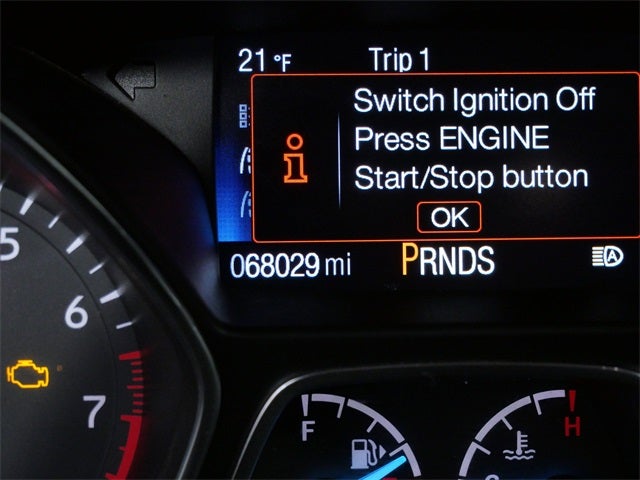 21 °F Trip 1
Switch Ignition Off
Press ENGINE
Start/Stop button
OK
068029 mi PRNDS
A
5
6
7
F
H